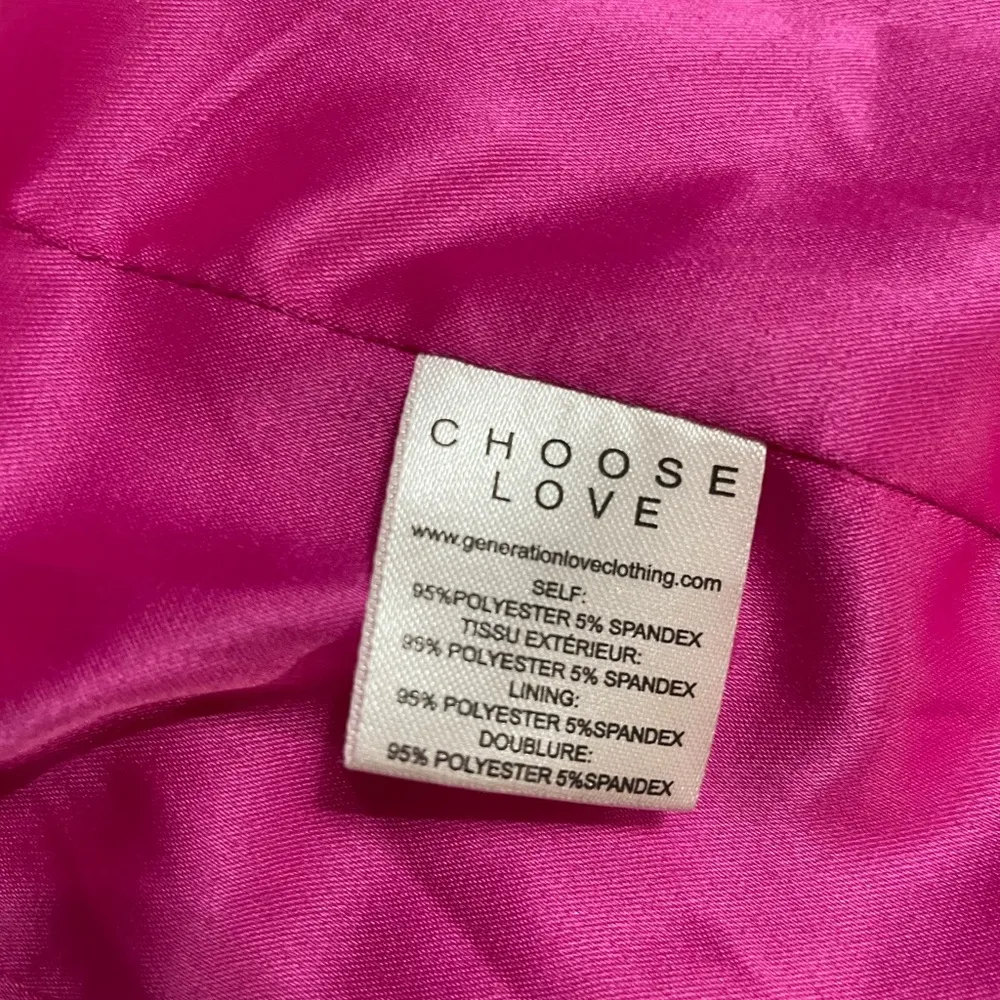 CHOOSE
LOVE
www.generationloveclothing.com
SELF:
95%POLYESTER 5% SPANDEX
TISSU EXTÉRIEUR:
95% POLYESTER 5% SPANDEX
LINING:
95% POLYESTER 5%SPANDEX
DOUBLURE:
95% POLYESTER 5%SPANDEX